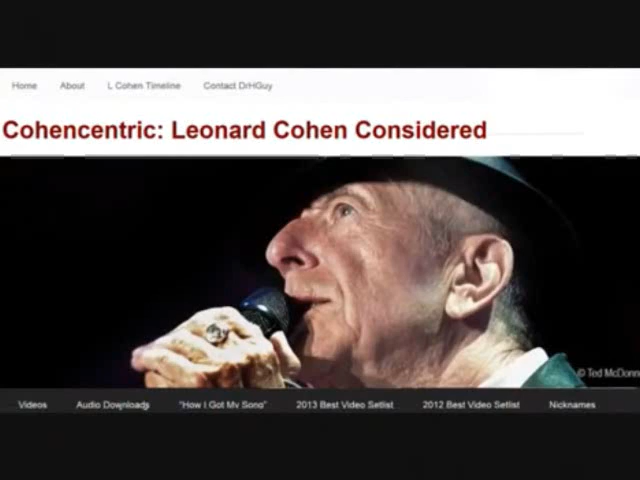 Home About L Cohen Timeline Contact DrHGuy
Cohencentric: Leonard Cohen Considered
© Ted McDonne
Videos Audio Downloads "How I Got My Song" 2013 Best Video Setlist 2012 Best Video Setlist Nicknames